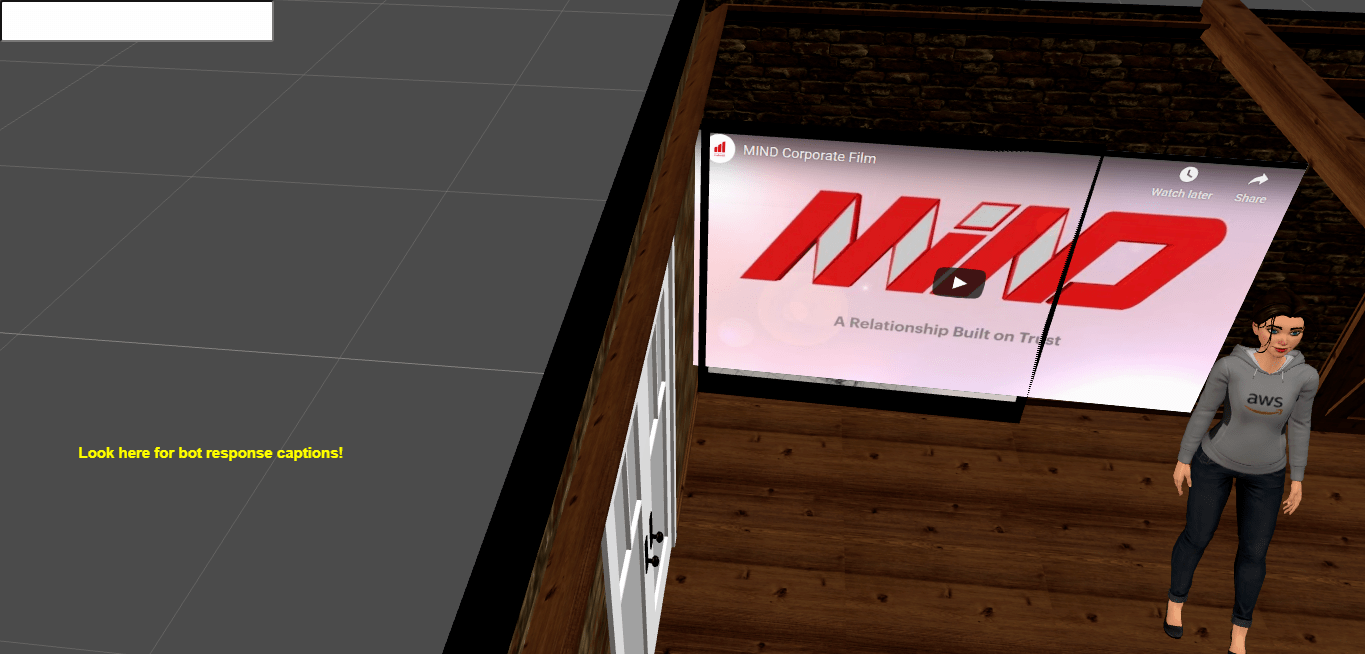 MIND Corporate Film
Watch later
Share
MiND
A Relationship Built on Trust
aws
Look here for bot response captions!